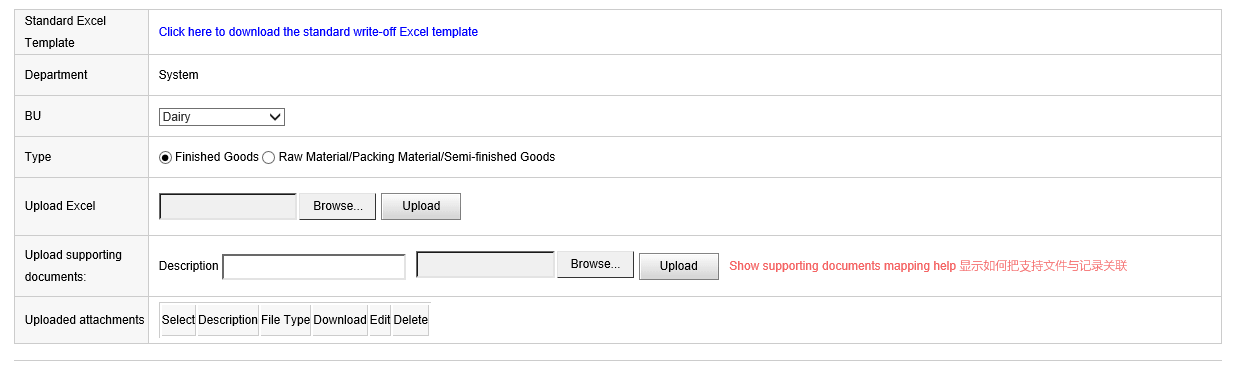 Standard Excel
Template
Click here to download the standard write-off Excel template
Department
System
BU
Dairy
Type
Finished Goods
Raw Material/Packing Material/Semi-finished Goods
Upload Excel
Browse...
Upload
Upload supporting
documents:
Description
Browse...
Upload
Show supporting documents mapping help 显示如何把支持文件与记录关联
Uploaded attachments
Select Description File Type Download Edit Delete